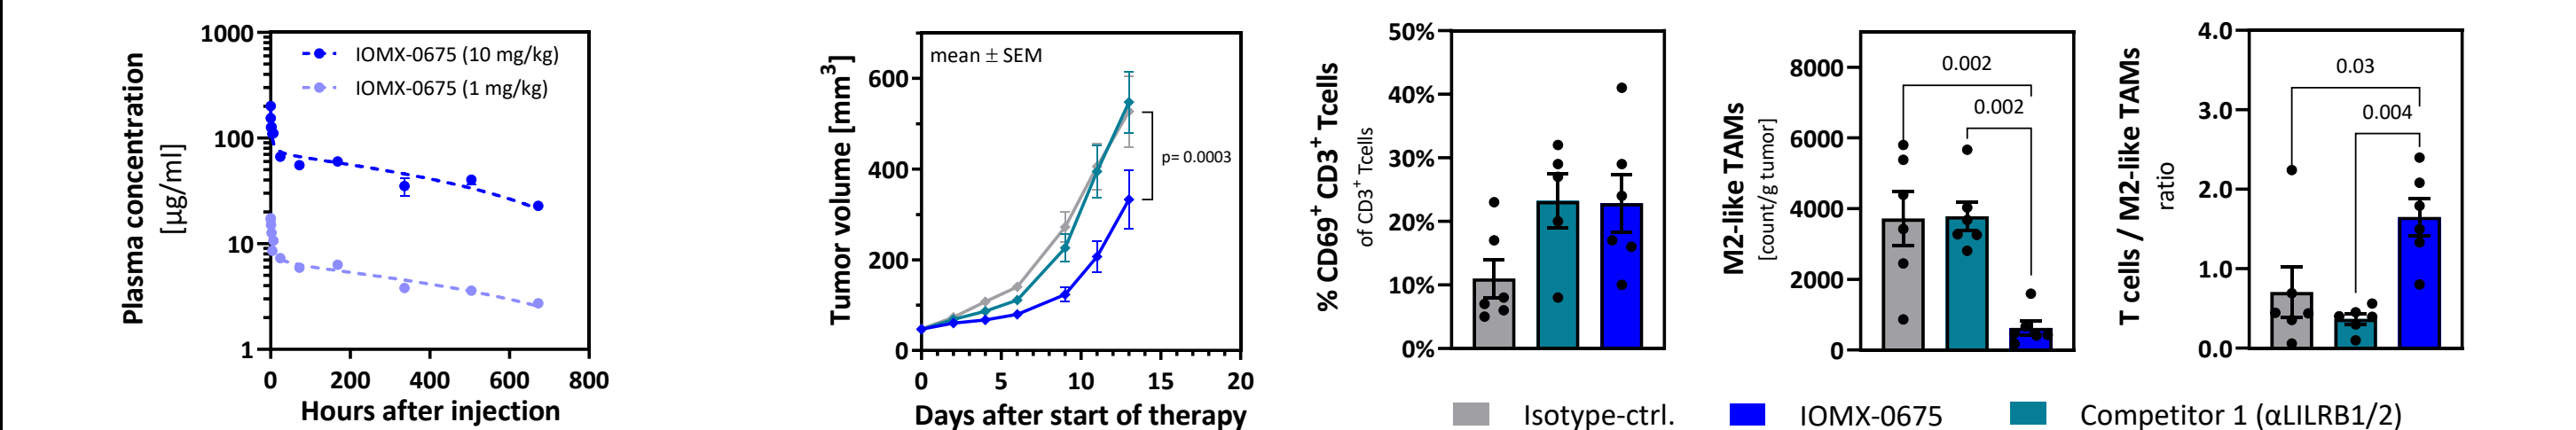 Plasma concentration
[µg/ml]
1000
100
10
1
IOMX-0675 (10 mg/kg)
IOMX-0675 (1 mg/kg)
0 200 400 600 800
Hours after injection
Tumor volume [mm³]
600
400
200
0
mean ± SEM
p= 0.0003
0 5 10 15 20
Days after start of therapy
% CD69⁺ CD3⁺ Tcells
of CD3⁺ Tcells
50%
40%
30%
20%
10%
0%
M2-like TAMs
[count/g tumor]
8000
6000
4000
2000
0
0.002
0.002
T cells / M2-like TAMs
ratio
4.0
3.0
2.0
1.0
0.0
0.03
0.004
Isotype-ctrl. IOMX-0675 Competitor 1 (αLILRB1/2)